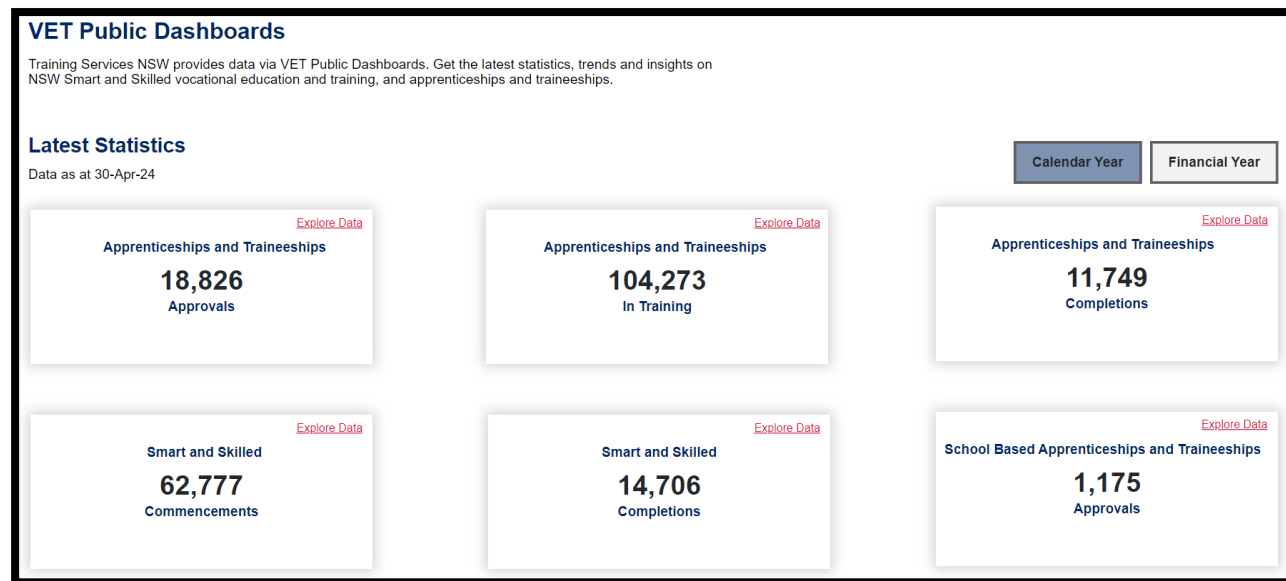 VET Public Dashboards
Training Services NSW provides data via VET Public Dashboards. Get the latest statistics, trends and insights on
NSW Smart and Skilled vocational education and training, and apprenticeships and traineeships.
Latest Statistics
Data as at 30-Apr-24
Calendar Year
Financial Year
Explore Data
Apprenticeships and Traineeships
18,826
Approvals
Explore Data
Apprenticeships and Traineeships
104,273
In Training
Explore Data
Apprenticeships and Traineeships
11,749
Completions
Explore Data
Smart and Skilled
62,777
Commencements
Explore Data
Smart and Skilled
14,706
Completions
Explore Data
School Based Apprenticeships and Traineeships
1,175
Approvals